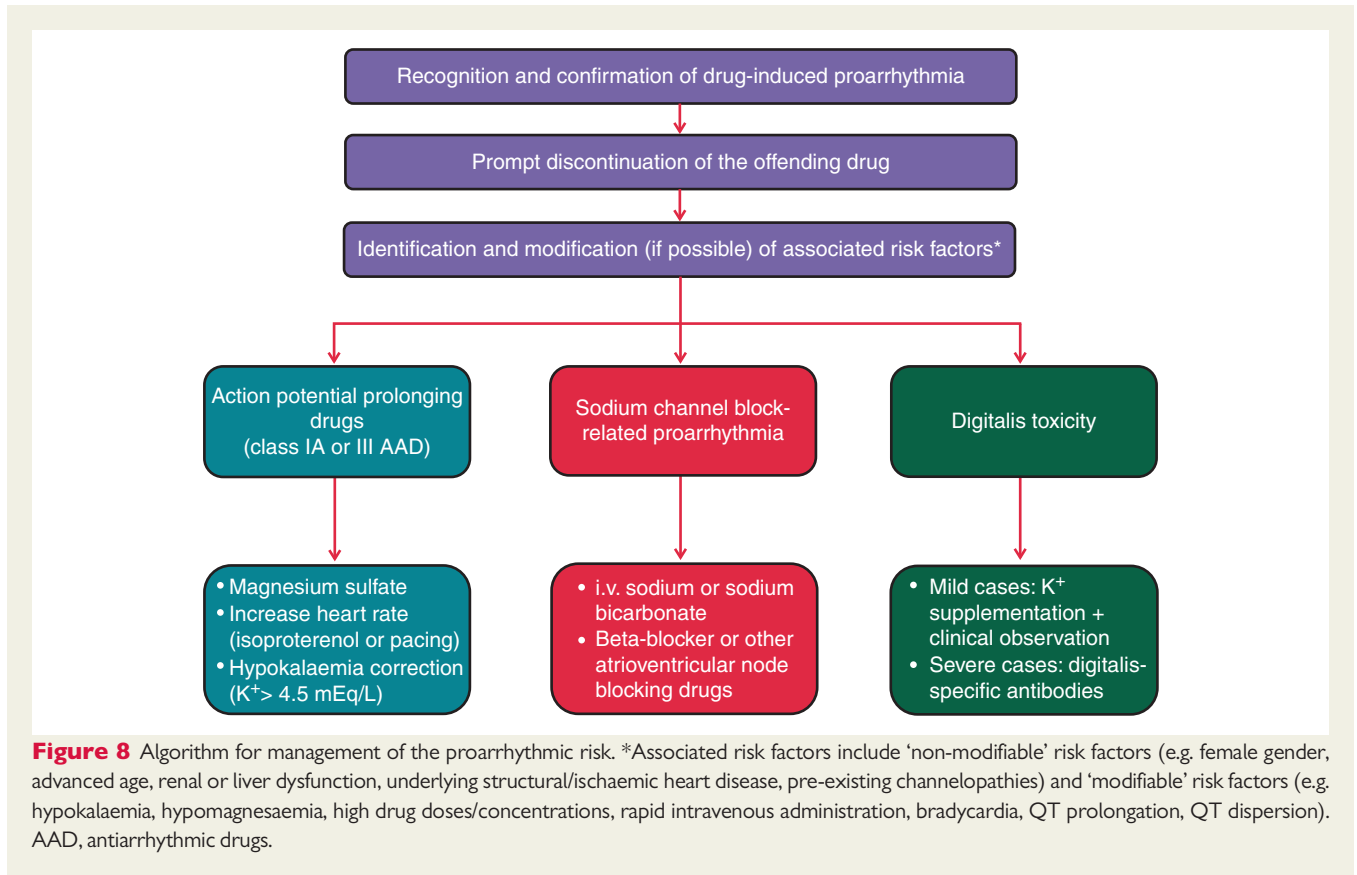 Recognition and confirmation of drug-induced proarrhythmia
Prompt discontinuation of the offending drug
Identification and modification (if possible) of associated risk factors*
Action potential prolonging
drugs
(class IA or III AAD)
Sodium channel block-
related proarrhythmia
Digitalis toxicity
• Magnesium sulfate
• Increase heart rate
(isoproterenol or pacing)
• Hypokalaemia correction
(K+> 4.5 mEq/L)
• i.v. sodium or sodium
bicarbonate
• Beta-blocker or other
atrioventricular node
blocking drugs
• Mild cases: K+
supplementation +
clinical observation
• Severe cases: digitalis-
specific antibodies
Figure 8 Algorithm for management of the proarrhythmic risk. *Associated risk factors include ‘non-modifiable’ risk factors (e.g. female gender,
advanced age, renal or liver dysfunction, underlying structural/ischaemic heart disease, pre-existing channelopathies) and ‘modifiable’ risk factors (e.g.
hypokalaemia, hypomagnesaemia, high drug doses/concentrations, rapid intravenous administration, bradycardia, QT prolongation, QT dispersion).
AAD, antiarrhythmic drugs.